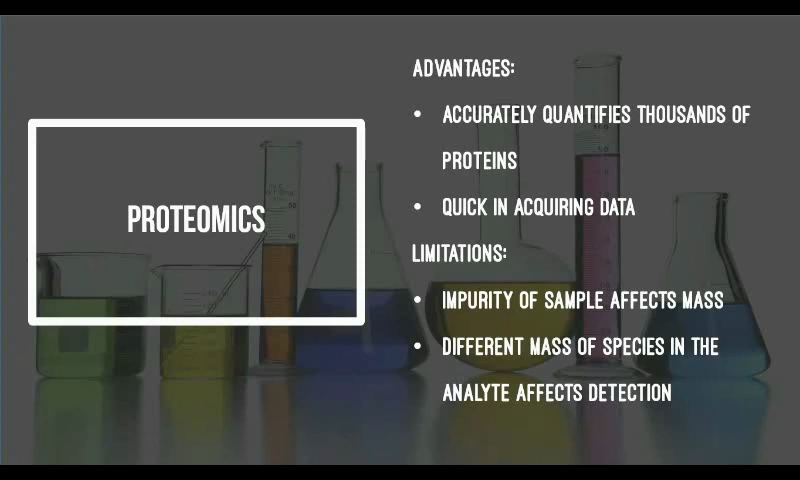 PROTEOMICS
ADVANTAGES:
• ACCURATELY QUANTIFIES THOUSANDS OF
PROTEINS
• QUICK IN ACQUIRING DATA
LIMITATIONS:
• IMPURITY OF SAMPLE AFFECTS MASS
• DIFFERENT MASS OF SPECIES IN THE
ANALYTE AFFECTS DETECTION